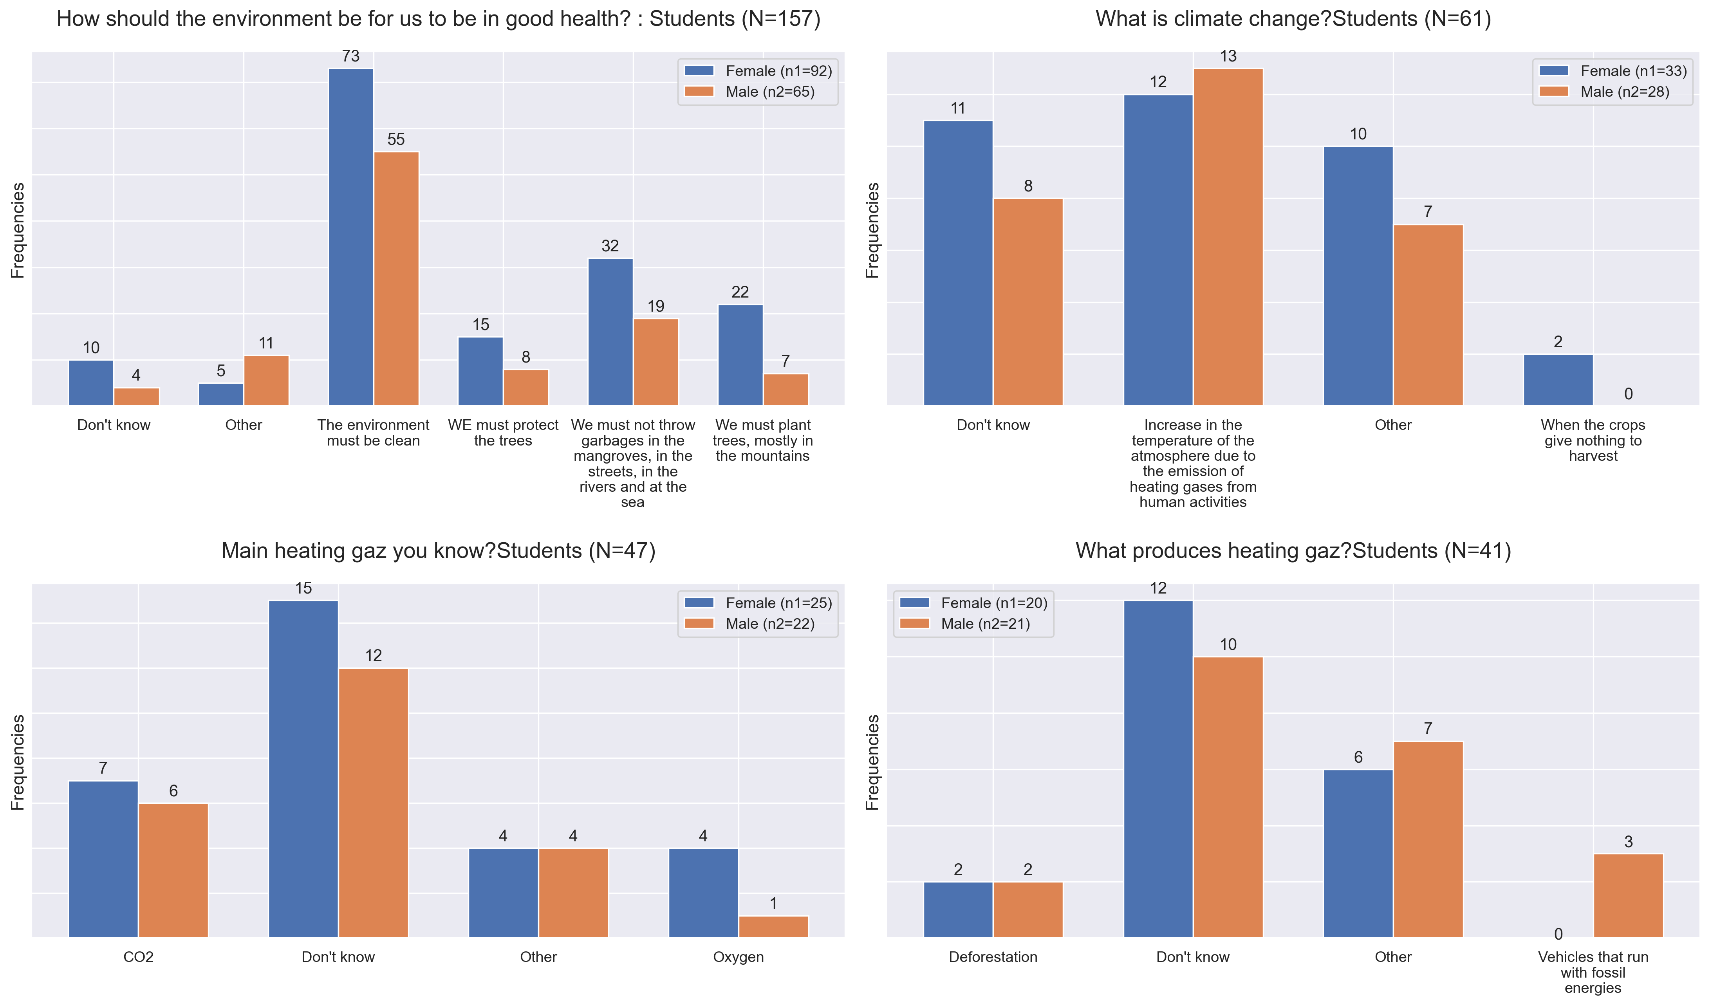 How should the environment be for us to be in good health? : Students (N=157)
Frequencies
73
55
32
22
19
15
10
11
8
7
5
4
Female (n1=92)
Male (n2=65)
Don't know
Other
The environment
must be clean
WE must protect
the trees
We must not throw
garbages in the
mangroves, in the
streets, in the
rivers and at the
sea
We must plant
trees, mostly in
the mountains
What is climate change?Students (N=61)
Frequencies
11
8
12
13
10
7
2
0
Female (n1=33)
Male (n2=28)
Don't know
Increase in the
temperature of the
atmosphere due to
the emission of
heating gases from
human activities
Other
When the crops
give nothing to
harvest
Main heating gaz you know?Students (N=47)
Frequencies
7
6
15
12
4
4
4
1
Female (n1=25)
Male (n2=22)
CO2
Don't know
Other
Oxygen
What produces heating gaz?Students (N=41)
Frequencies
Female (n1=20)
Male (n2=21)
2
2
12
10
6
7
0
3
Deforestation
Don't know
Other
Vehicles that run
with fossil
energies